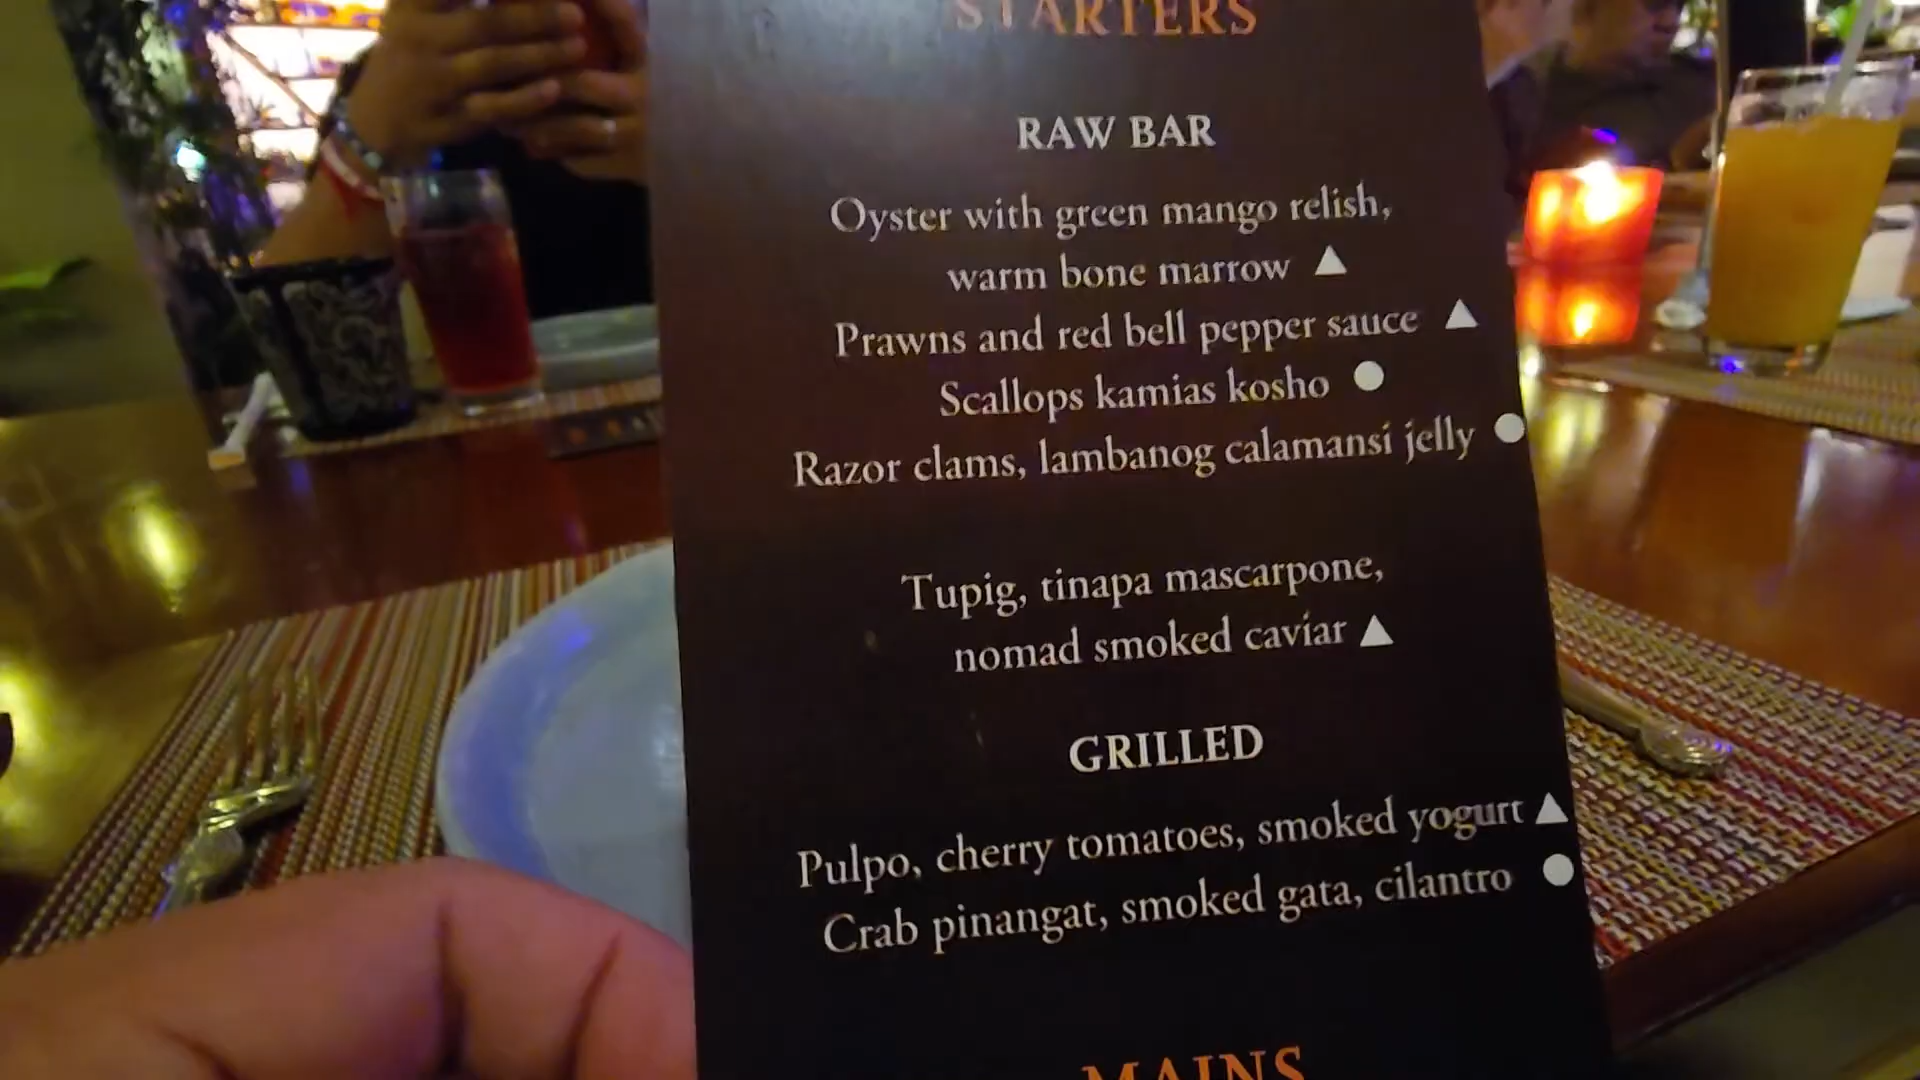 STARTERS
RAW BAR
Oyster with green mango relish,
warm bone marrow ▲
Prawns and red bell pepper sauce ▲
Scallops kamias kosho ●
Razor clams, lambanog calamansi jelly ●
Tupig, tinapa mascarpone,
nomad smoked caviar ▲
GRILLED
Pulpo, cherry tomatoes, smoked yogurt ▲
Crab pinangat, smoked gata, cilantro ●
MAINS